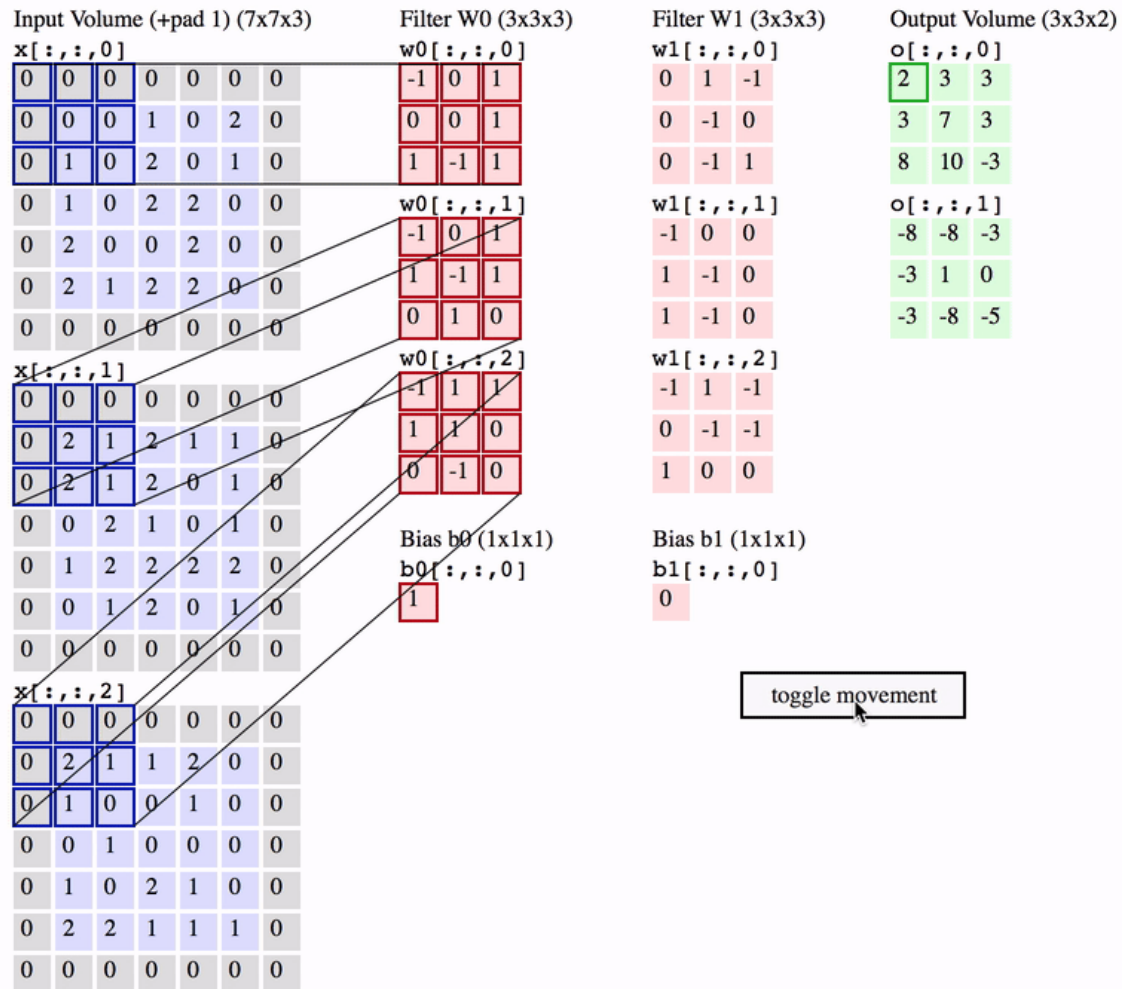 Input Volume (+pad 1) (7x7x3)
x[:,:,0]
0 0 0 0 0 0 0
0 0 0 1 0 2 0
0 1 0 2 0 1 0
0 1 0 2 2 0 0
0 2 0 0 2 0 0
0 2 1 2 2 0 0
0 0 0 0 0 0 0
x[:,:,1]
0 0 0 0 0 0 0
0 2 1 2 1 1 0
0 2 1 2 0 1 0
0 0 2 1 0 1 0
0 1 2 2 2 2 0
0 0 1 2 0 1 0
0 0 0 0 0 0 0
x[:,:,2]
0 0 0 0 0 0 0
0 2 1 1 2 0 0
0 1 0 0 1 0 0
0 0 1 0 0 0 0
0 1 0 2 1 0 0
0 2 2 1 1 1 0
0 0 0 0 0 0 0
Filter W0 (3x3x3)
w0[:,:,0]
-1 0 1
0 0 1
1 -1 1
w0[:,:,1]
-1 0 1
1 -1 1
0 1 0
w0[:,:,2]
-1 1 1
1 1 0
0 -1 0
Bias b0 (1x1x1)
b0[:,:,0]
1
Filter W1 (3x3x3)
w1[:,:,0]
0 1 -1
0 -1 0
0 -1 1
w1[:,:,1]
-1 0 0
1 -1 0
1 -1 0
w1[:,:,2]
-1 1 -1
0 -1 -1
1 0 0
Bias b1 (1x1x1)
b1[:,:,0]
0
Output Volume (3x3x2)
o[:,:,0]
2 3 3
3 7 3
8 10 -3
o[:,:,1]
-8 -8 -3
-3 1 0
-3 -8 -5
toggle movement